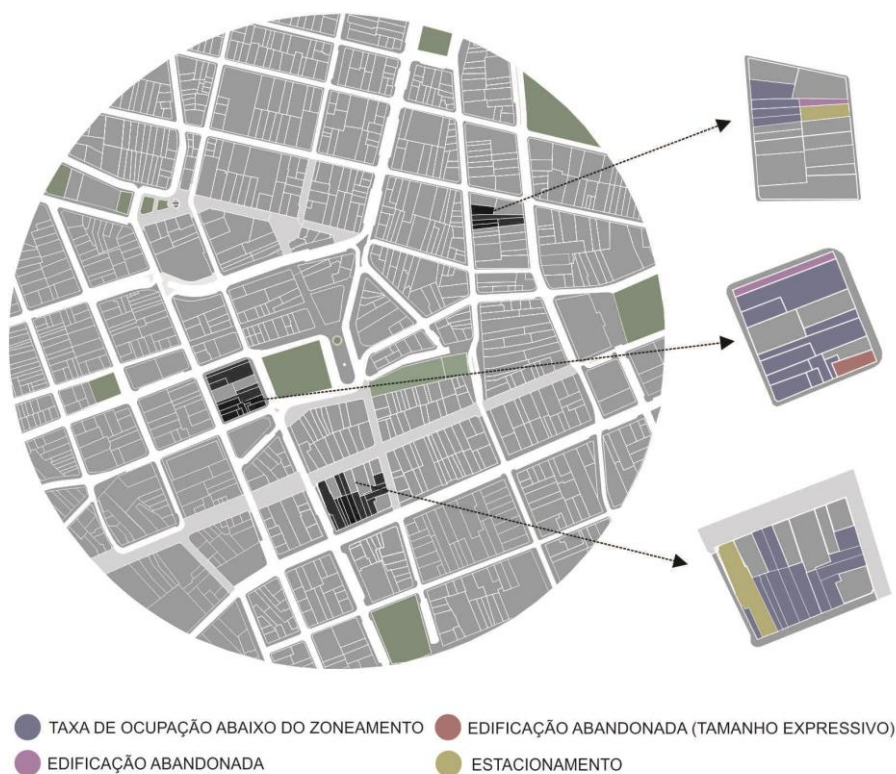 TAXA DE OCUPAÇÃO ABAIXO DO ZONEAMENTO
EDIFICAÇÃO ABANDONADA (TAMANHO EXPRESSIVO)
EDIFICAÇÃO ABANDONADA
ESTACIONAMENTO